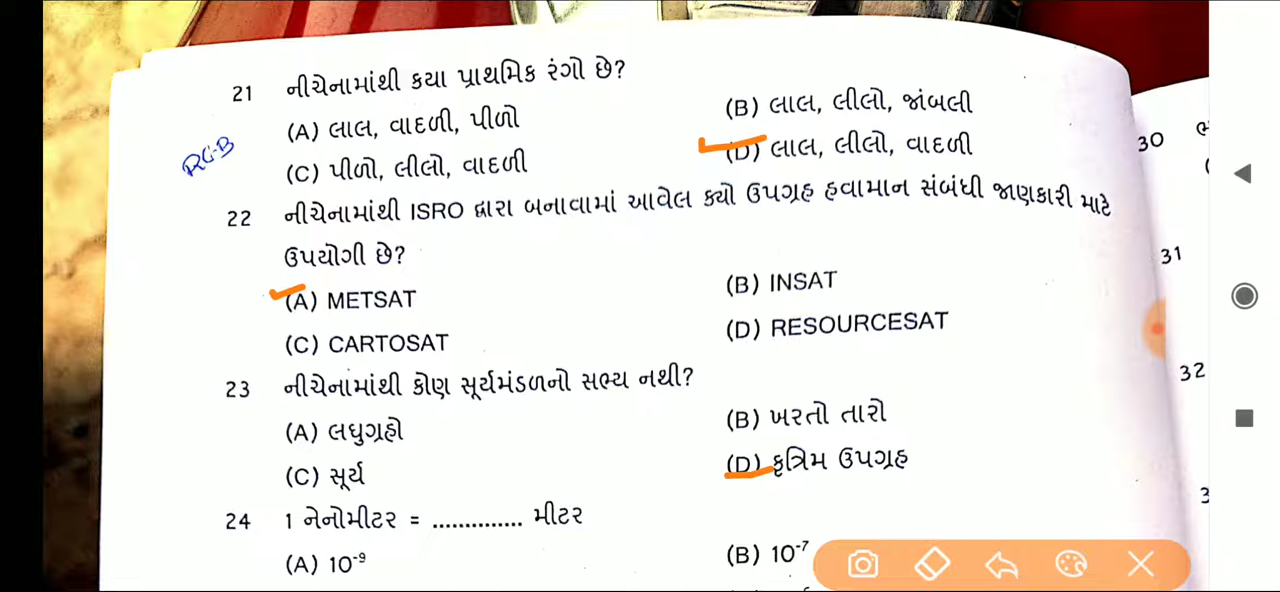 21 નીચેનામાંથી કયા પ્રાથમિક રંગો છે?
(A) લાલ, વાદળી, પીળો
(B) લાલ, લીલો, જાંબલી
RGB
(C) પીળો, લીલો, વાદળી
(D) લાલ, લીલો, વાદળી
22 નીચેનામાંથી ISRO દ્વારા બનાવામાં આવેલ ક્યો ઉપગ્રહ હવામાન સંબંધી જાણકારી માટે
ઉપયોગી છે?
(A) METSAT
(B) INSAT
(C) CARTOSAT
(D) RESOURCESAT
23 નીચેનામાંથી કોણ સૂર્યમંડળનો સભ્ય નથી?
(A) લઘુગ્રહો
(B) ખરતો તારો
(C) સૂર્ય
(D) કૃત્રિમ ઉપગ્રહ
24 1 નેનોમીટર = .............. મીટર
(A) 10⁻⁹
(B) 10⁻⁷
30
31
32